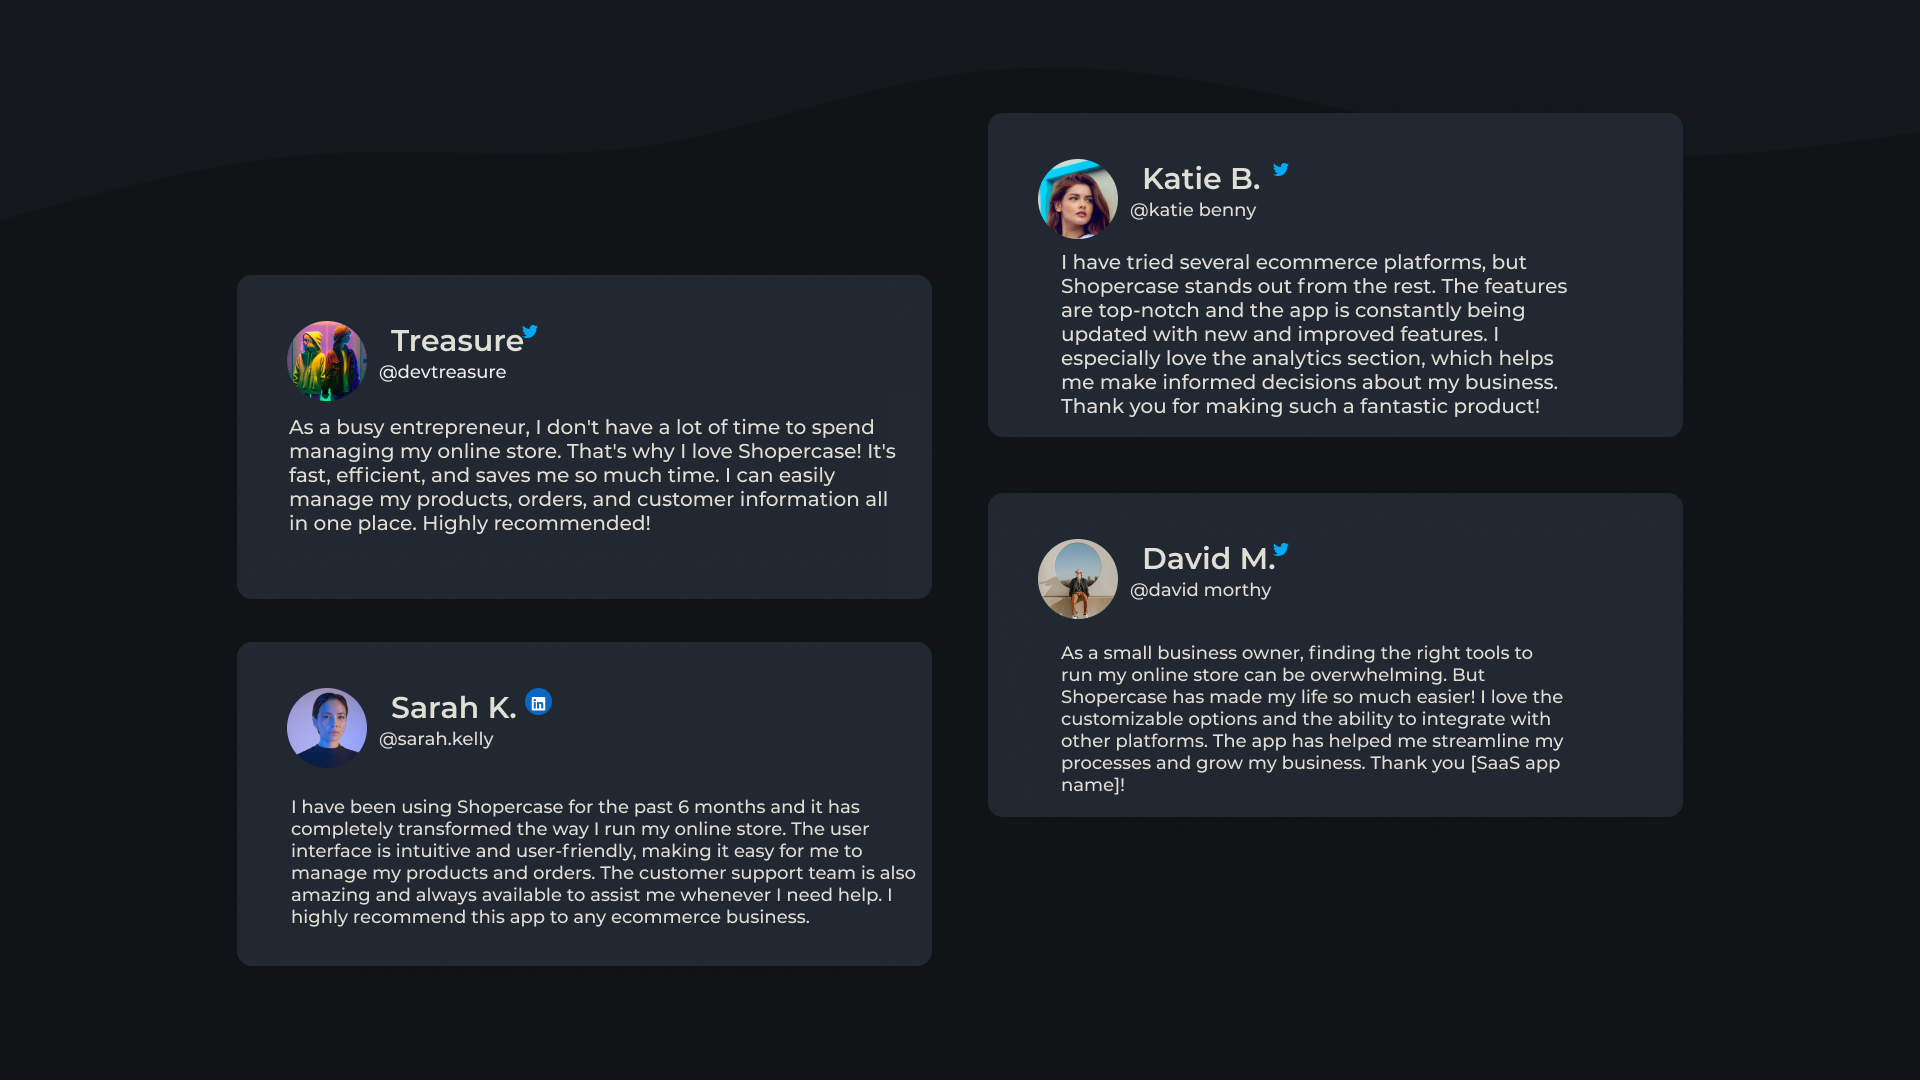 Treasure
@devtreasure
As a busy entrepreneur, I don't have a lot of time to spend
managing my online store. That's why I love Shopercase! It's
fast, efficient, and saves me so much time. I can easily
manage my products, orders, and customer information all
in one place. Highly recommended!
Sarah K.
in
@sarah.kelly
I have been using Shopercase for the past 6 months and it has
completely transformed the way I run my online store. The user
interface is intuitive and user-friendly, making it easy for me to
manage my products and orders. The customer support team is also
amazing and always available to assist me whenever I need help. I
highly recommend this app to any ecommerce business.
Katie B.
@katie benny
I have tried several ecommerce platforms, but
Shopercase stands out from the rest. The features
are top-notch and the app is constantly being
updated with new and improved features. I
especially love the analytics section, which helps
me make informed decisions about my business.
Thank you for making such a fantastic product!
David M.
@david morthy
As a small business owner, finding the right tools to
run my online store can be overwhelming. But
Shopercase has made my life so much easier! I love the
customizable options and the ability to integrate with
other platforms. The app has helped me streamline my
processes and grow my business. Thank you [SaaS app
name]!